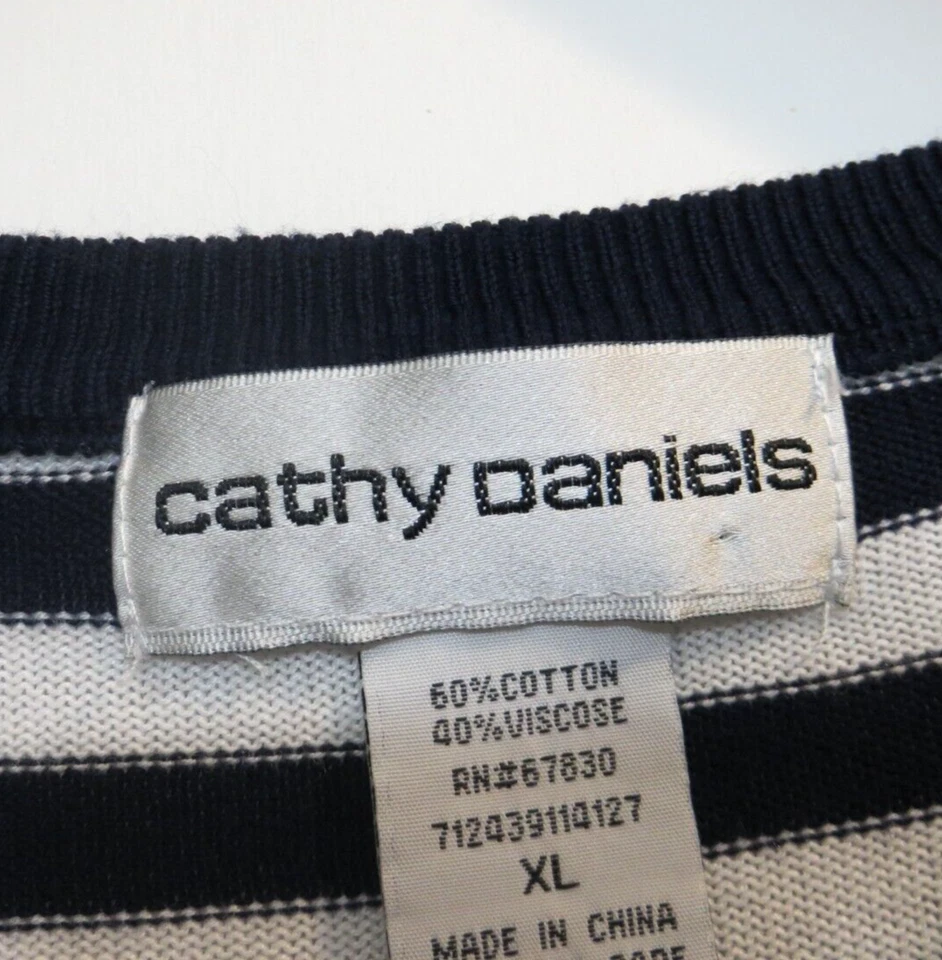 cathy Daniels
60%COTTON
40%VISCOSE
RN#67830
712439114127
XL
MADE IN CHINA